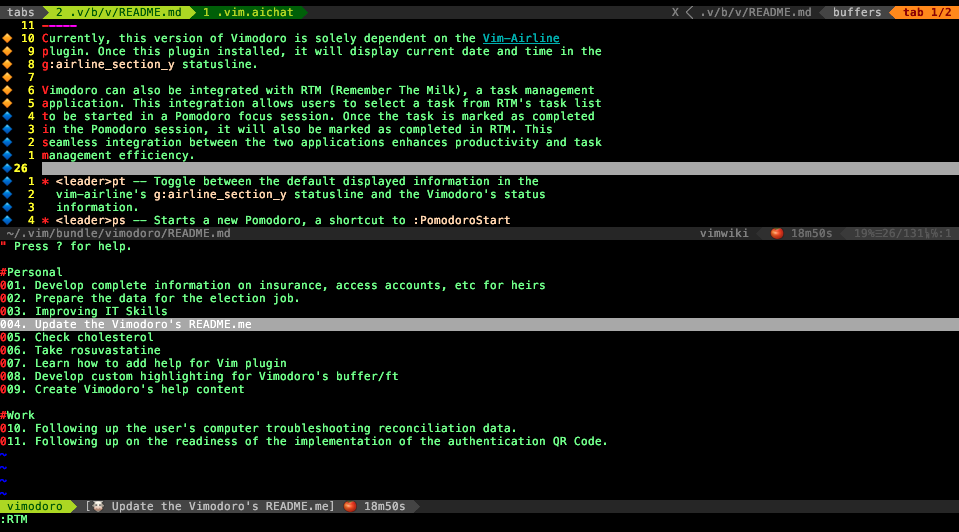 tabs 2 .v/b/v/README.md 1 .vim.aichat X .v/b/v/README.md buffers tab 1/2
11 -----
10 Currently, this version of Vimodoro is solely dependent on the Vim-Airline
9 plugin. Once this plugin installed, it will display current date and time in the
8 g:airline_section_y statusline.
7
6 Vimodoro can also be integrated with RTM (Remember The Milk), a task management
5 application. This integration allows users to select a task from RTM's task list
4 to be started in a Pomodoro focus session. Once the task is marked as completed
3 in the Pomodoro session, it will also be marked as completed in RTM. This
2 seamless integration between the two applications enhances productivity and task
1 management efficiency.
26
1 * <leader>pt -- Toggle between the default displayed information in the
2 vim-airline's g:airline_section_y statusline and the Vimodoro's status
3 information.
4 * <leader>ps -- Starts a new Pomodoro, a shortcut to :PomodoroStart
~/.vim/bundle/vimodoro/README.md vimwiki 18m50s 19%☰26/131
" Press ? for help.
#Personal
001. Develop complete information on insurance, access accounts, etc for heirs
002. Prepare the data for the election job.
003. Improving IT Skills
004. Update the Vimodoro's README.me
005. Check cholesterol
006. Take rosuvastatine
007. Learn how to add help for Vim plugin
008. Develop custom highlighting for Vimodoro's buffer/ft
009. Create Vimodoro's help content
#Work
010. Following up the user's computer troubleshooting reconciliation data.
011. Following up on the readiness of the implementation of the authentication QR Code.
~
~
~
~
vimodoro [Update the Vimodoro's README.me] 18m50s
:RTM